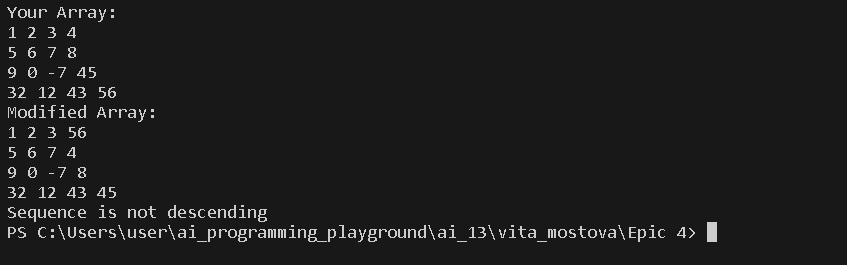 Your Array:
1 2 3 4
5 6 7 8
9 0 -7 45
32 12 43 56
Modified Array:
1 2 3 56
5 6 7 4
9 0 -7 8
32 12 43 45
Sequence is not descending
PS C:\Users\user\ai_programming_playground\ai_13\vita_mostova\Epic 4>